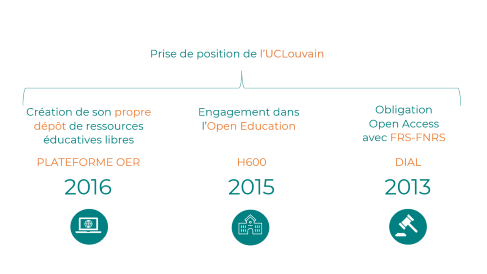 Prise de position de l'UCLouvain
Création de son propre
dépôt de ressources
éducatives libres
PLATEFORME OER
2016
Engagement dans
l'Open Education
H600
2015
Obligation
Open Access
avec FRS-FNRS
DIAL
2013